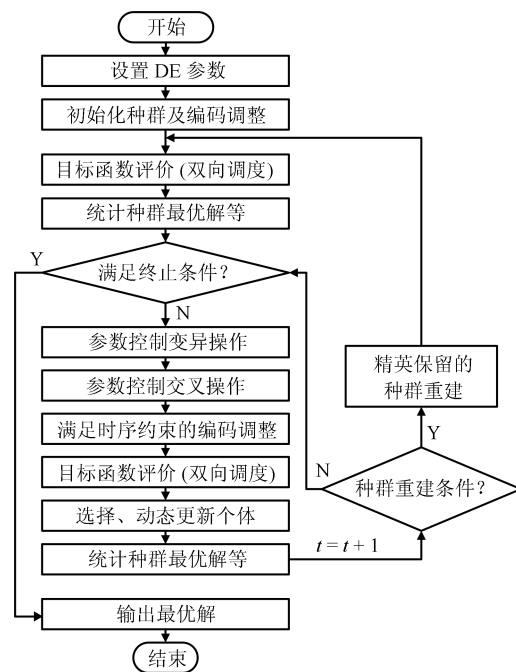 开始
设置 DE 参数
初始化种群及编码调整
目标函数评价 (双向调度)
统计种群最优解等
Y
满足终止条件？
N
参数控制变异操作
参数控制交叉操作
满足时序约束的编码调整
目标函数评价 (双向调度)
选择、动态更新个体
统计种群最优解等
t = t + 1
N
种群重建条件？
Y
精英保留的
种群重建
输出最优解
结束